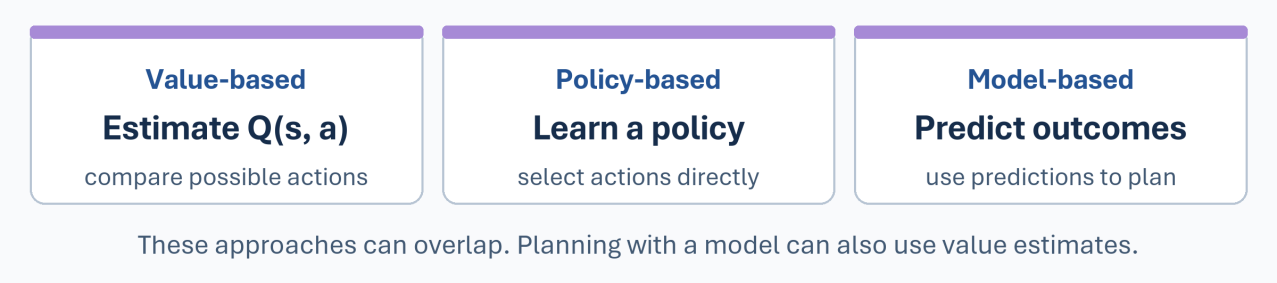 Value-based
Estimate Q(s, a)
compare possible actions
Policy-based
Learn a policy
select actions directly
Model-based
Predict outcomes
use predictions to plan
These approaches can overlap. Planning with a model can also use value estimates.